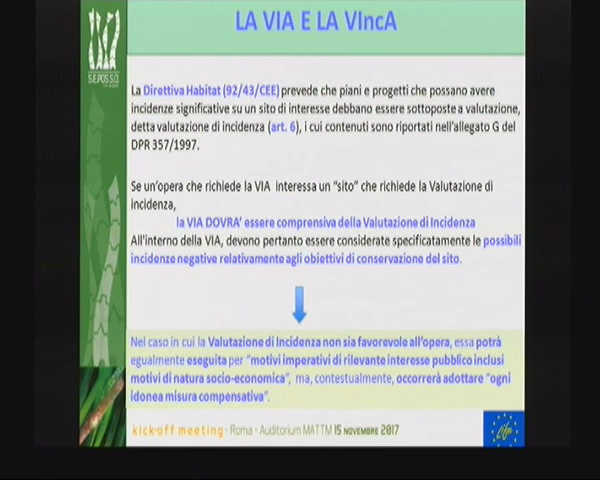 LA VIA E LA VIncA
S.E.POS.S.O.
La Direttiva Habitat (92/43/CEE) prevede che piani e progetti che possano avere
incidenze significative su un sito di interesse debbano essere sottoposte a valutazione,
detta valutazione di incidenza (art. 6), i cui contenuti sono riportati nell'allegato G del
DPR 357/1997.
Se un'opera che richiede la VIA interessa un "sito" che richiede la Valutazione di
incidenza,
la VIA DOVRA' essere comprensiva della Valutazione di Incidenza
All'interno della VIA, devono pertanto essere considerate specificatamente le possibili
incidenze negative relativamente agli obiettivi di conservazione del sito.
Nel caso in cui la Valutazione di Incidenza non sia favorevole all'opera, essa potrà
egualmente eseguita per "motivi imperativi di rilevante interesse pubblico inclusi
motivi di natura socio-economica", ma, contestualmente, occorrerà adottare "ogni
idonea misura compensativa".
kick-off meeting - Roma - Auditorium MATTM 15 NOVEMBRE 2017
Life